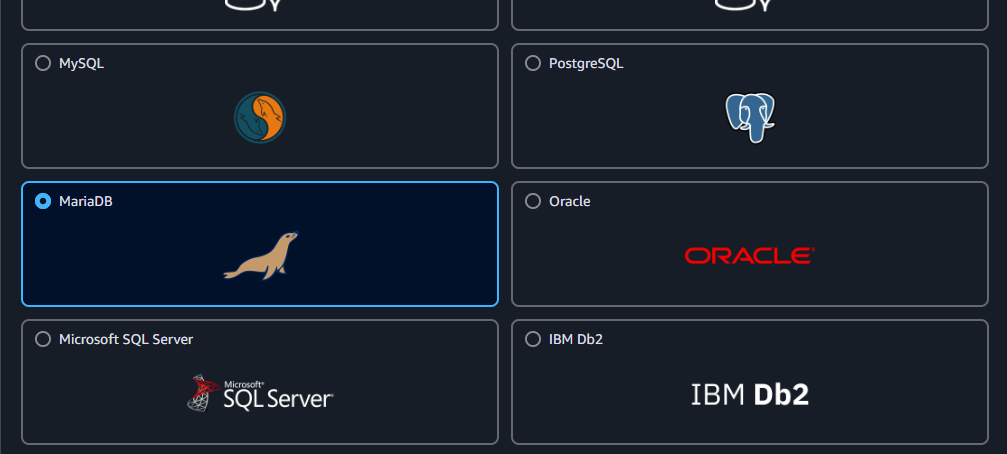 MySQL
PostgreSQL
MariaDB
Oracle
ORACLE
Microsoft SQL Server
IBM Db2
Microsoft®
SQL Server®
IBM Db2